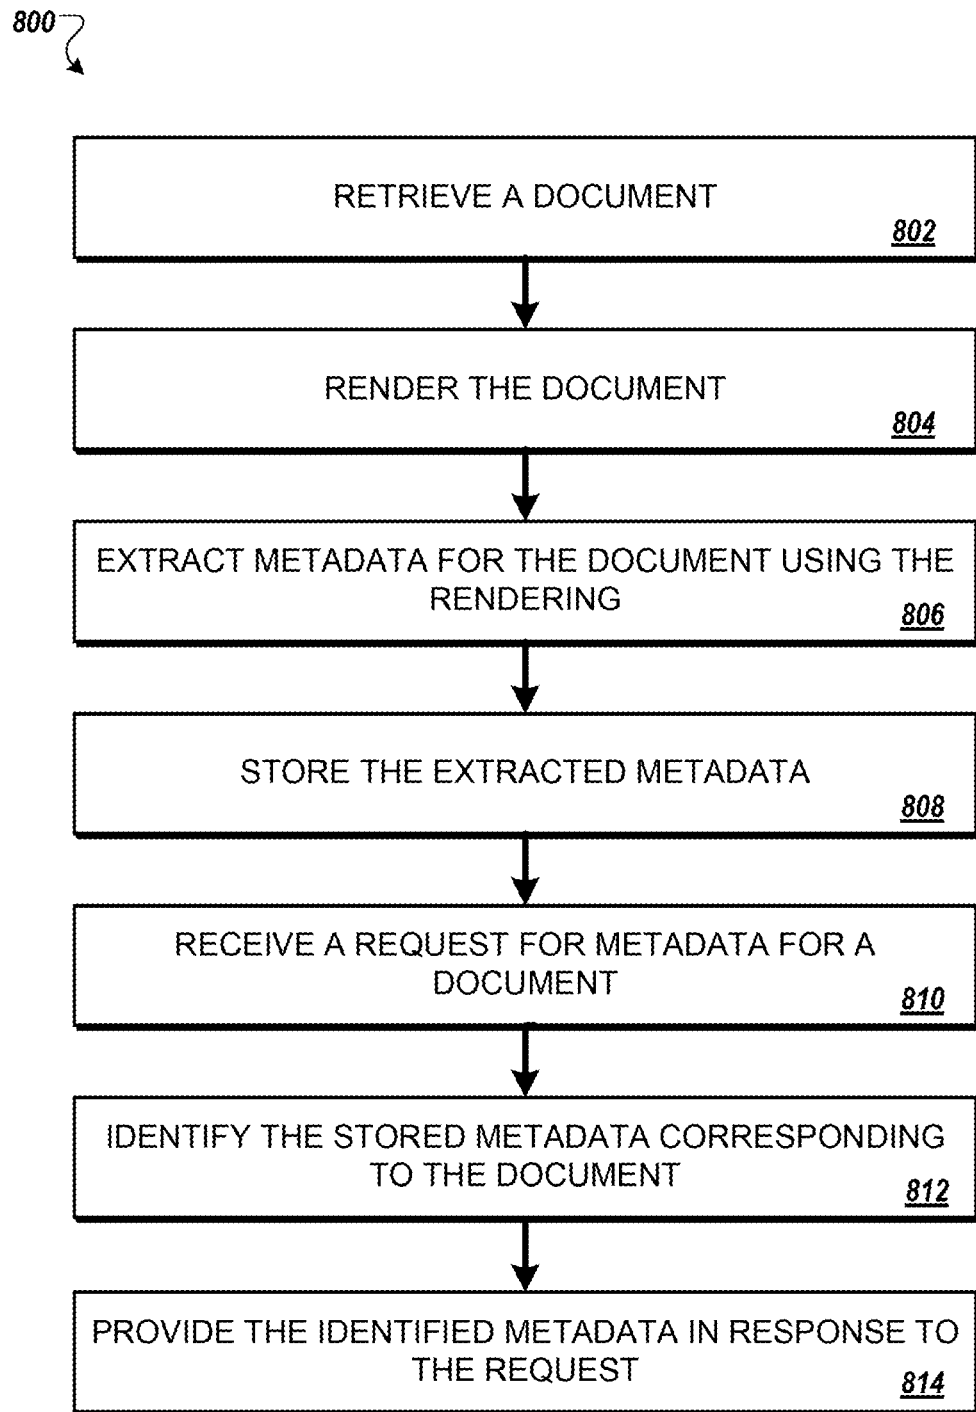 800
RETRIEVE A DOCUMENT
802
RENDER THE DOCUMENT
804
EXTRACT METADATA FOR THE DOCUMENT USING THE
RENDERING
806
STORE THE EXTRACTED METADATA
808
RECEIVE A REQUEST FOR METADATA FOR A
DOCUMENT
810
IDENTIFY THE STORED METADATA CORRESPONDING
TO THE DOCUMENT
812
PROVIDE THE IDENTIFIED METADATA IN RESPONSE TO
THE REQUEST
814